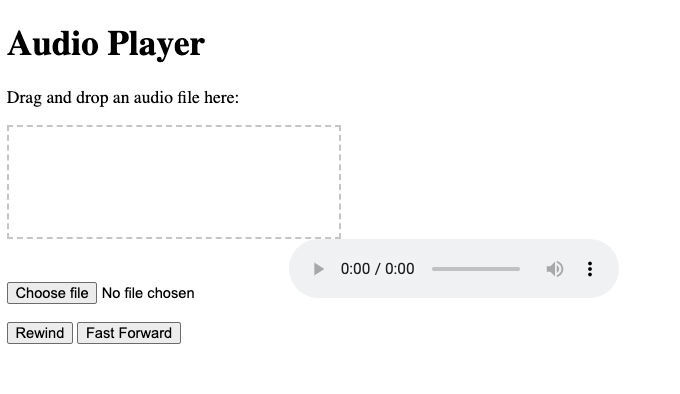 Audio Player
Drag and drop an audio file here:
0:00 / 0:00
Choose file No file chosen
Rewind Fast Forward